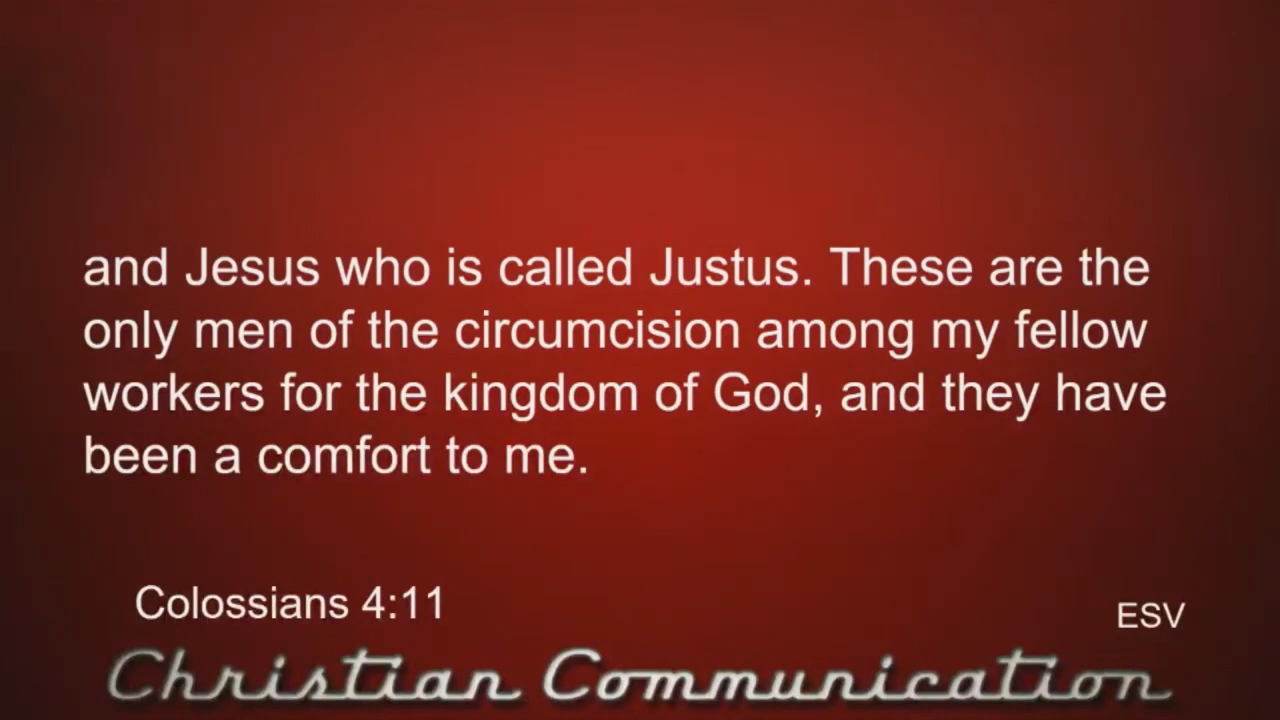 and Jesus who is called Justus. These are the
only men of the circumcision among my fellow
workers for the kingdom of God, and they have
been a comfort to me.
Colossians 4:11
ESV
Christian Communication